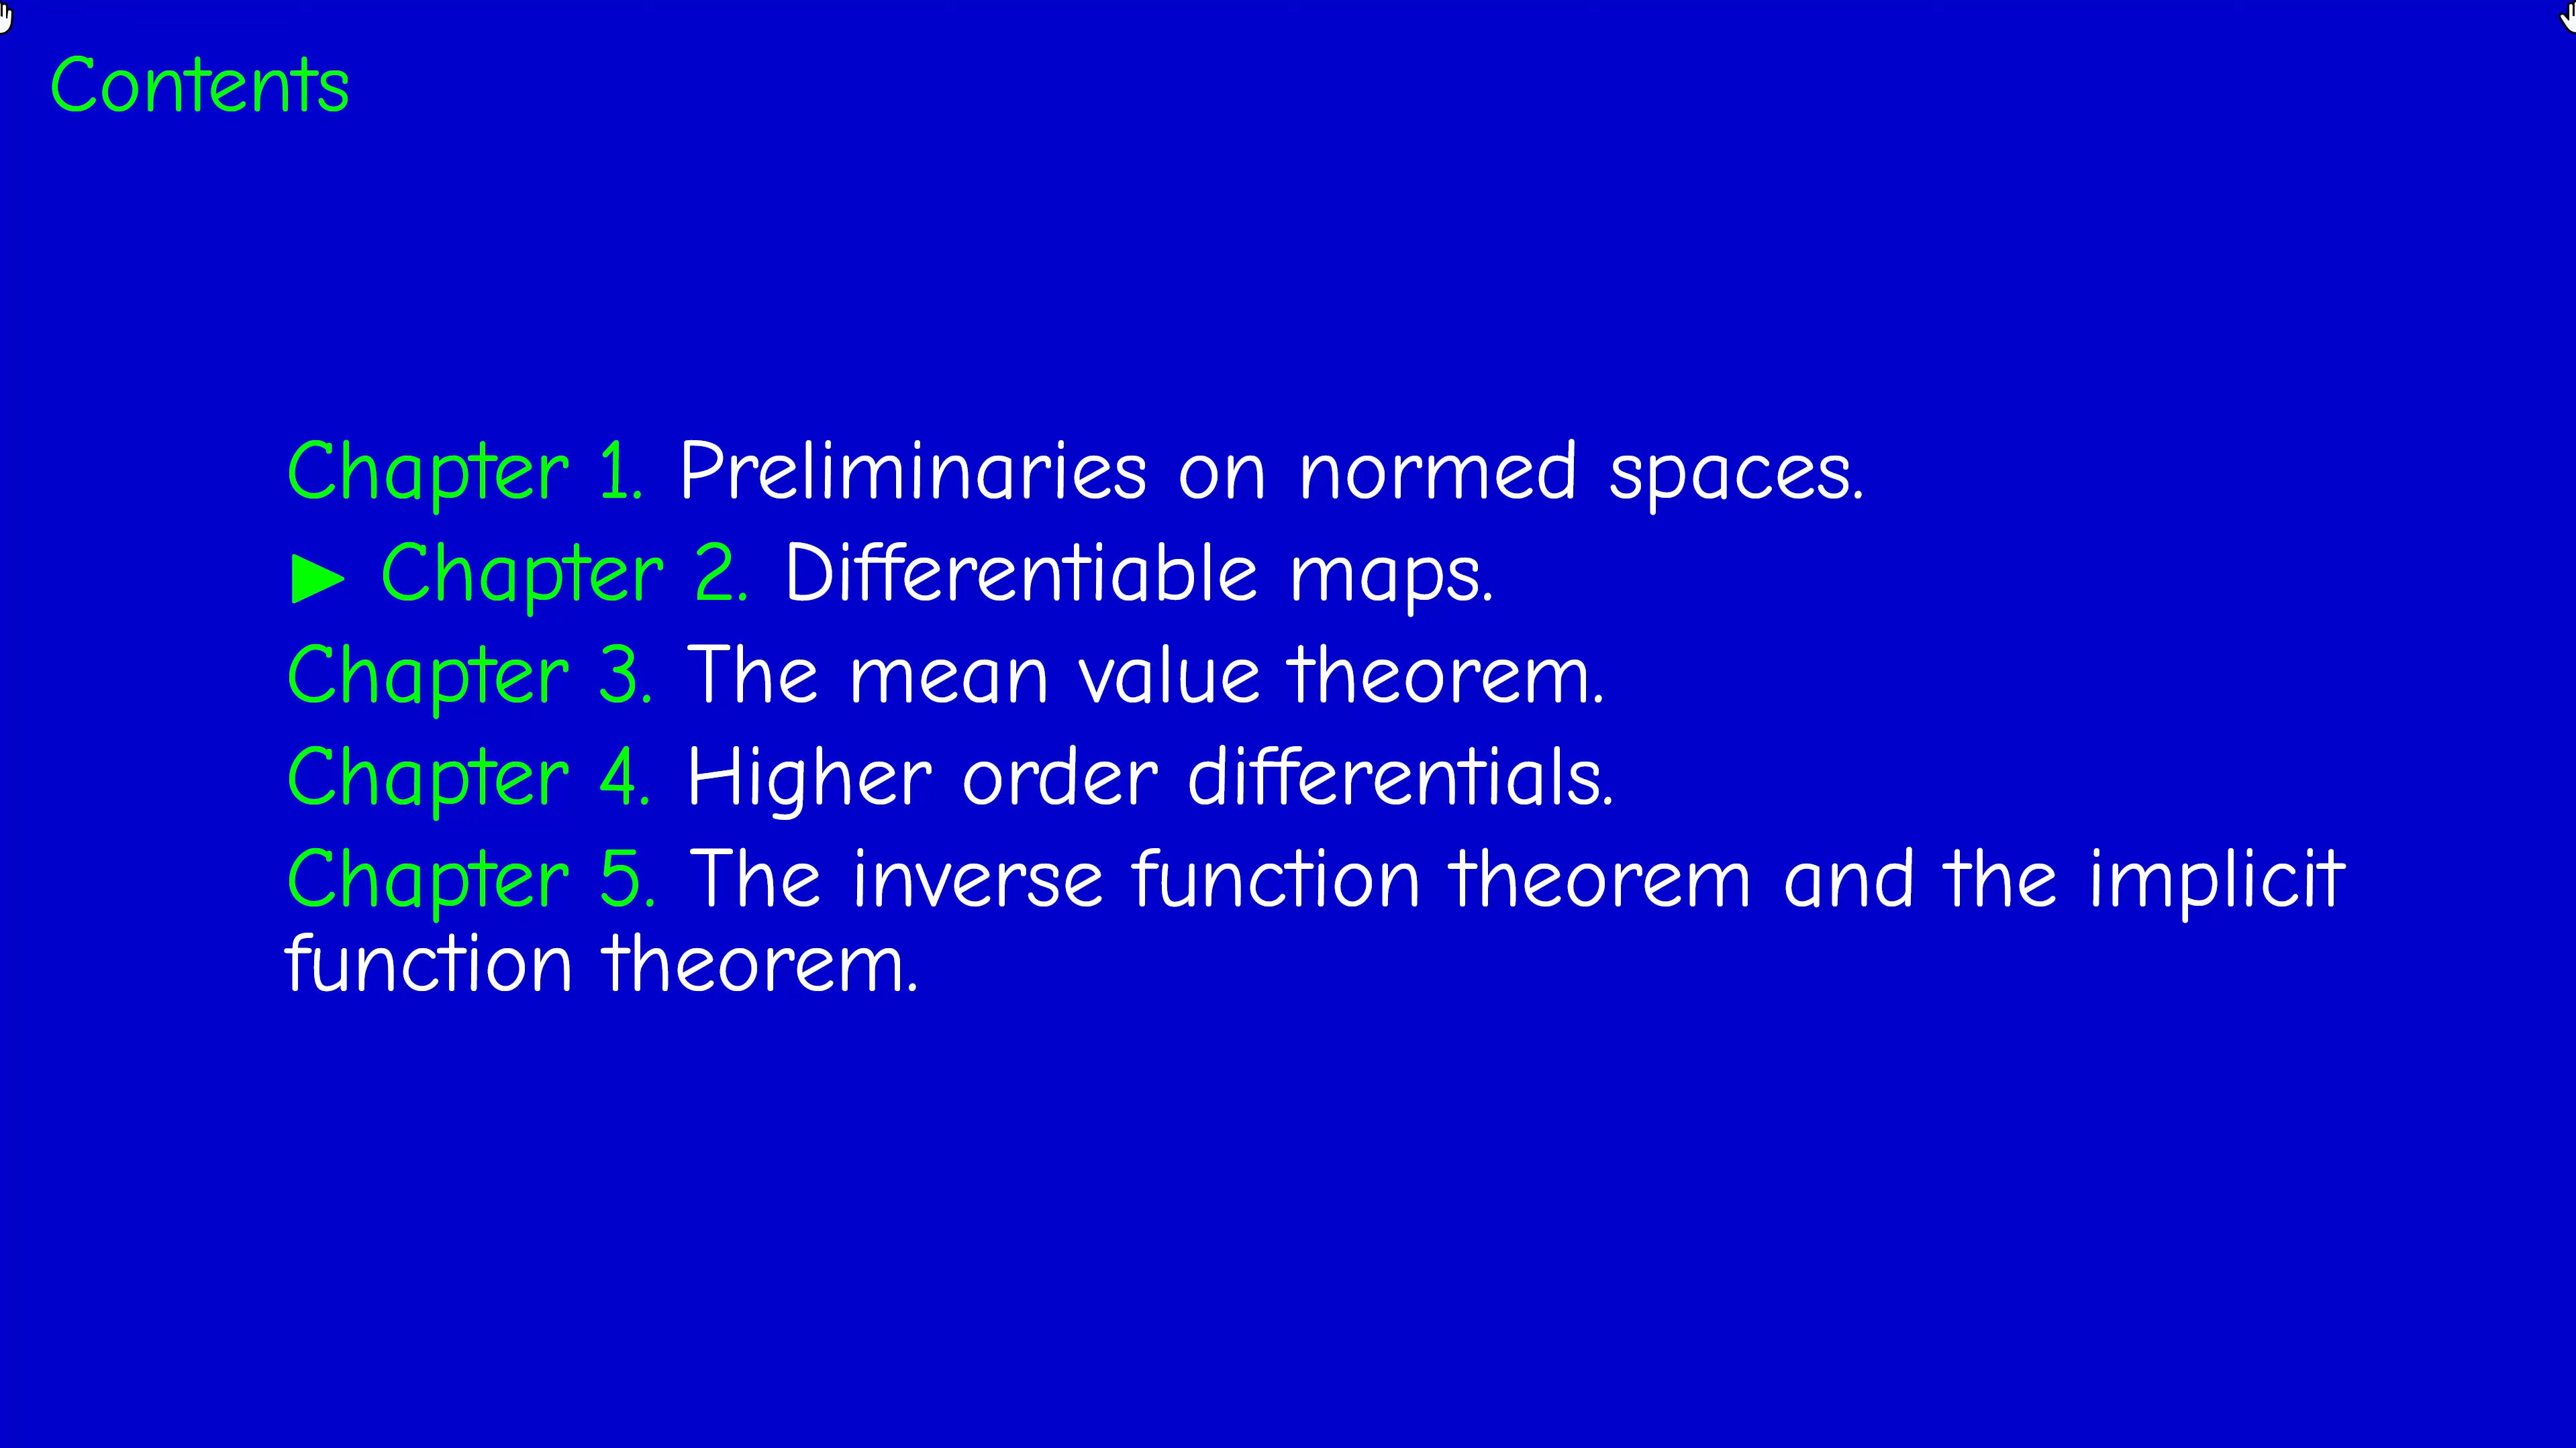 Contents
Chapter 1. Preliminaries on normed spaces.
▶ Chapter 2. Differentiable maps.
Chapter 3. The mean value theorem.
Chapter 4. Higher order differentials.
Chapter 5. The inverse function theorem and the implicit
function theorem.